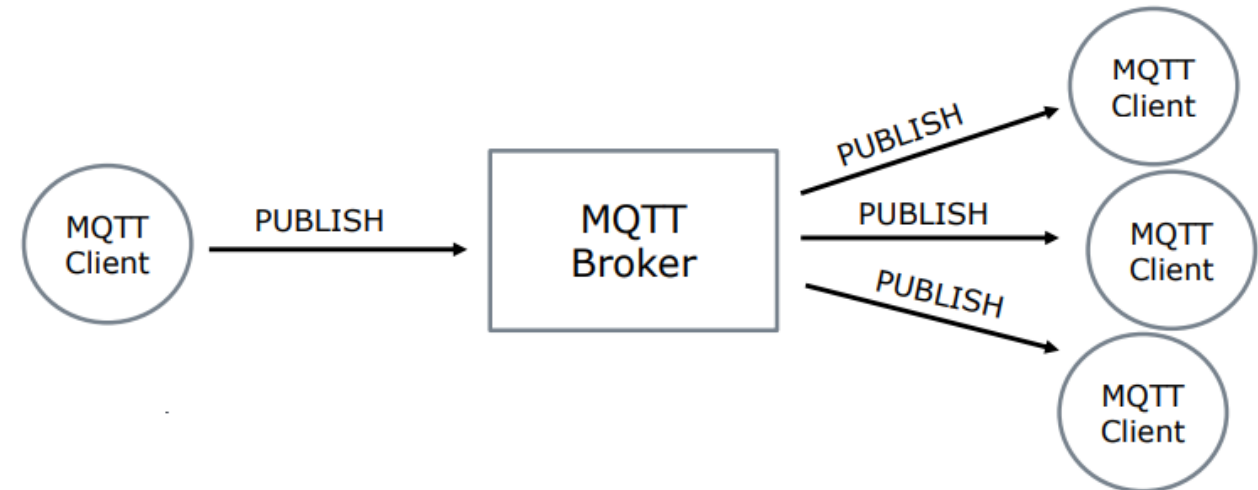 MQTT
Client
PUBLISH
MQTT
Broker
PUBLISH
PUBLISH
PUBLISH
MQTT
Client
MQTT
Client
MQTT
Client